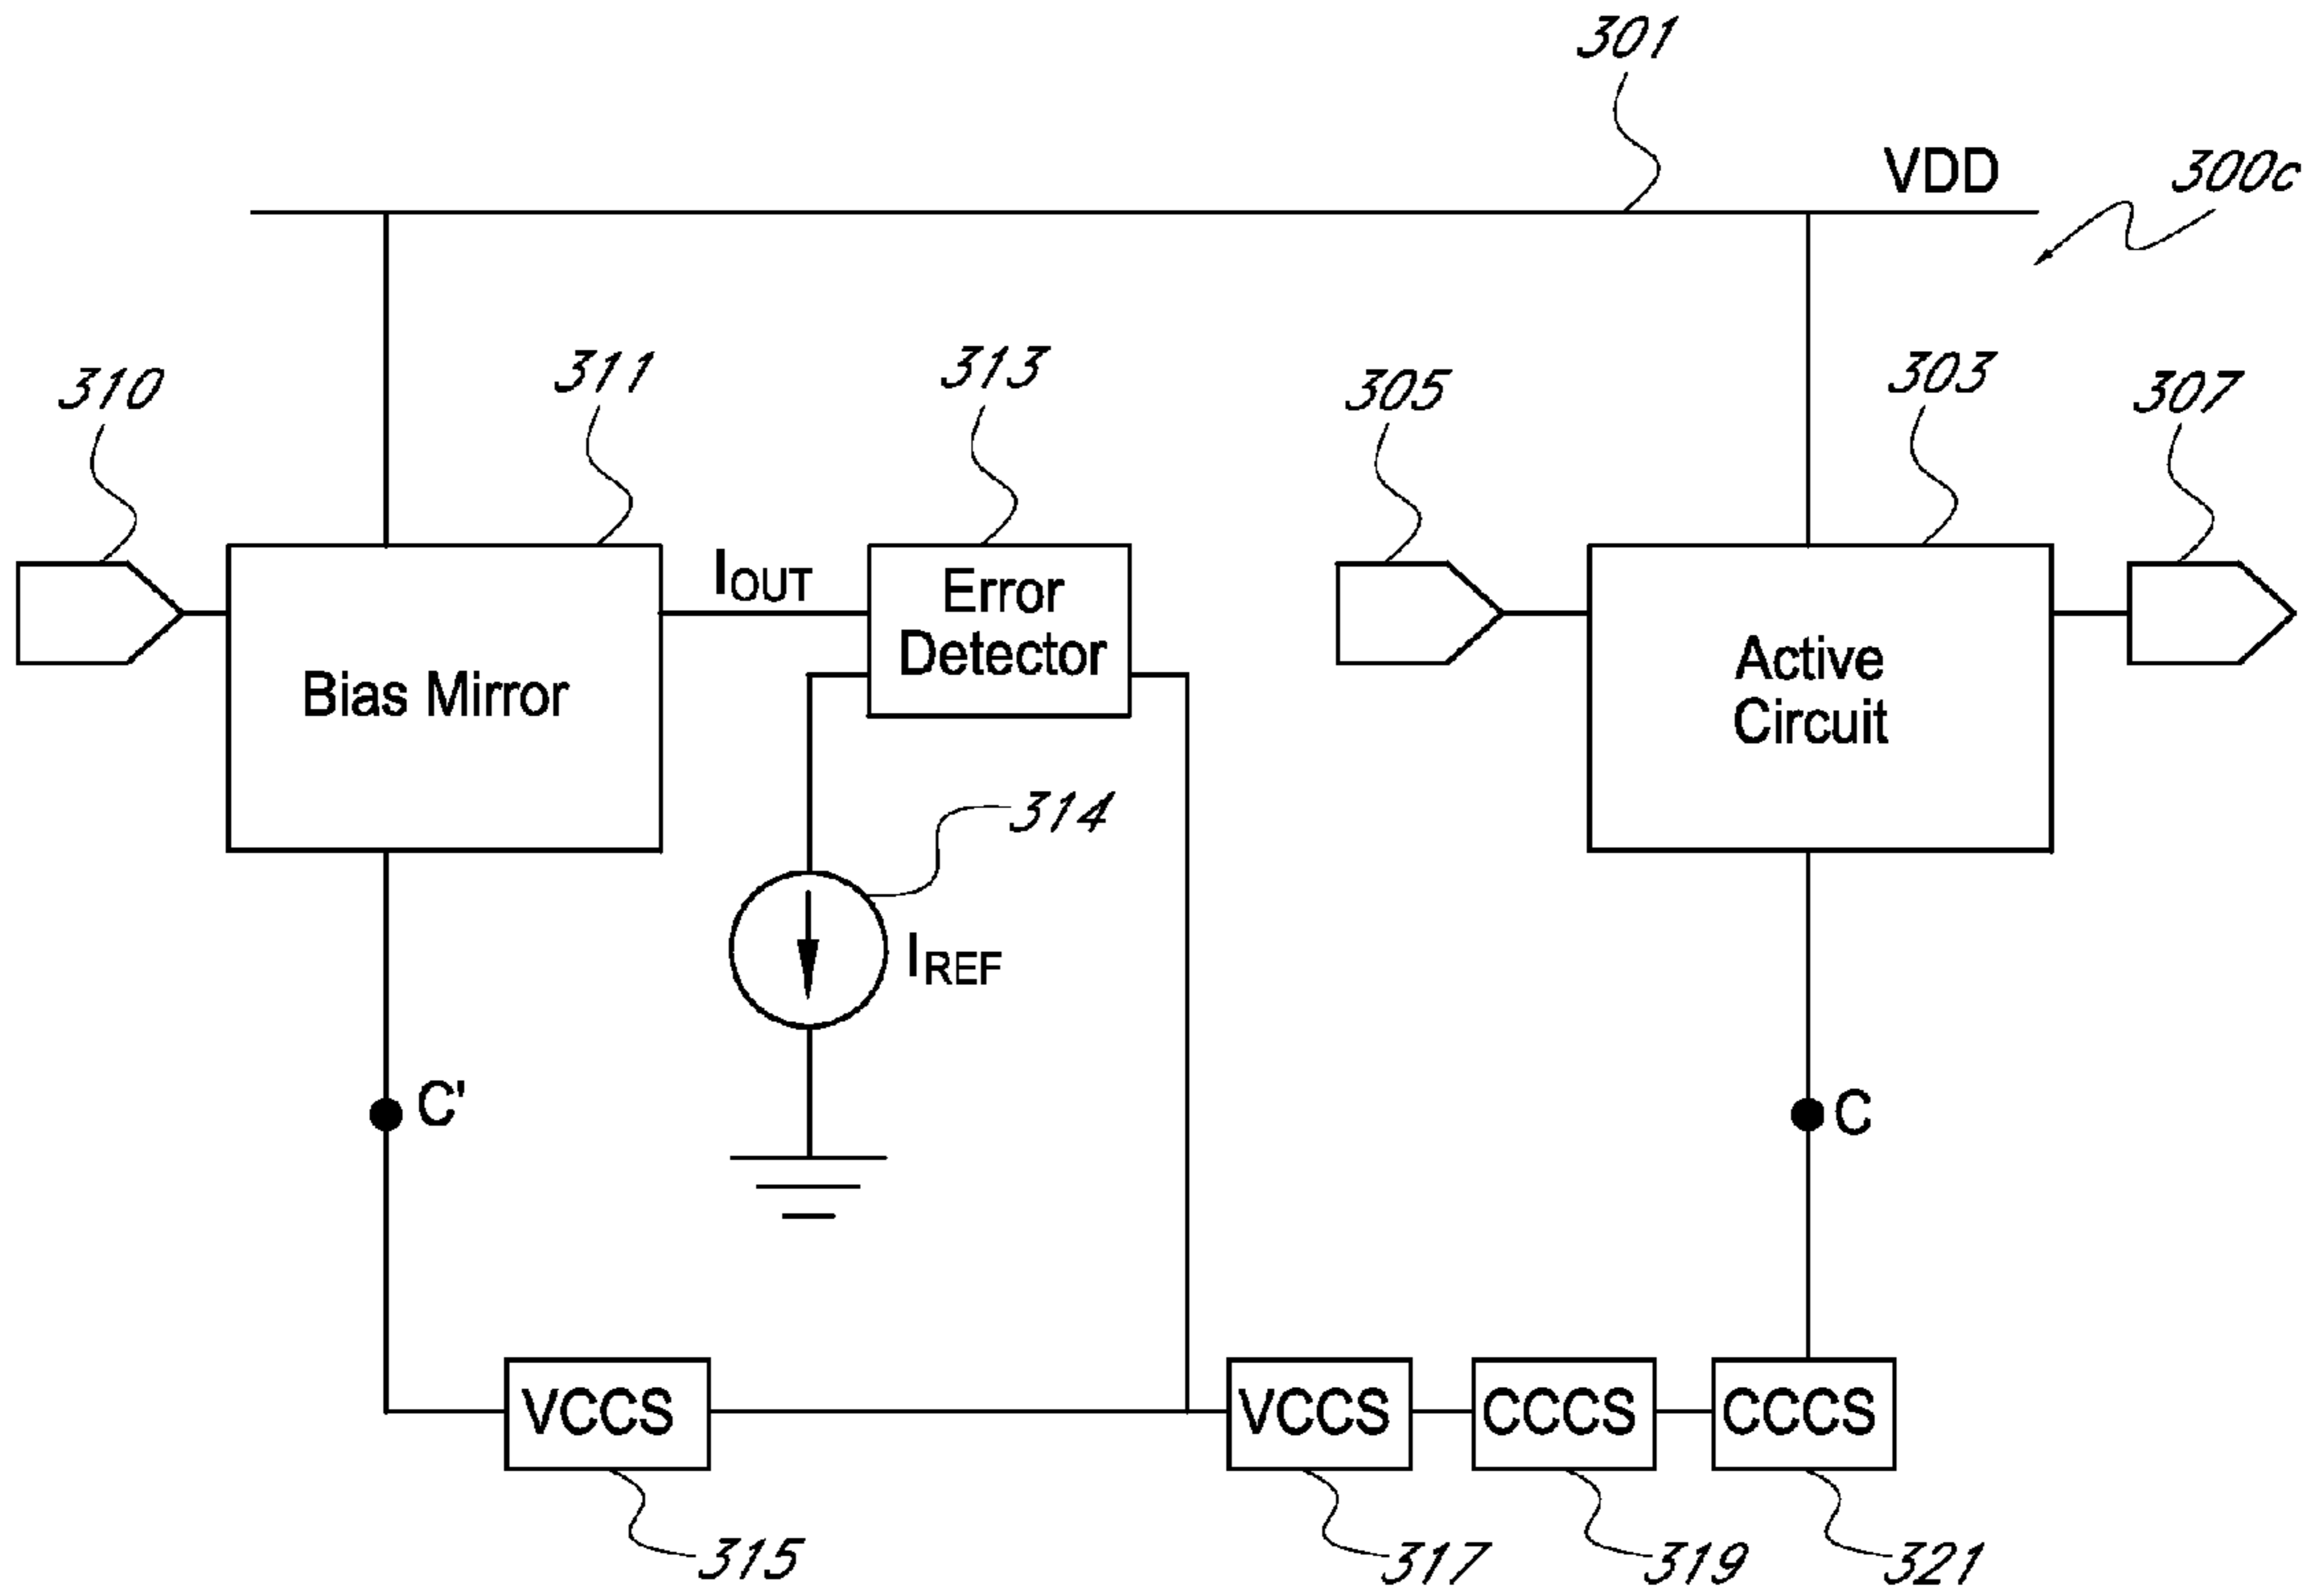 301
VDD
300c
310
311
313
305
303
307
IOUT
Error
Detector
Bias Mirror
Active
Circuit
314
IREF
C'
C
VCCS
VCCS
CCCS
CCCS
315
317
319
321